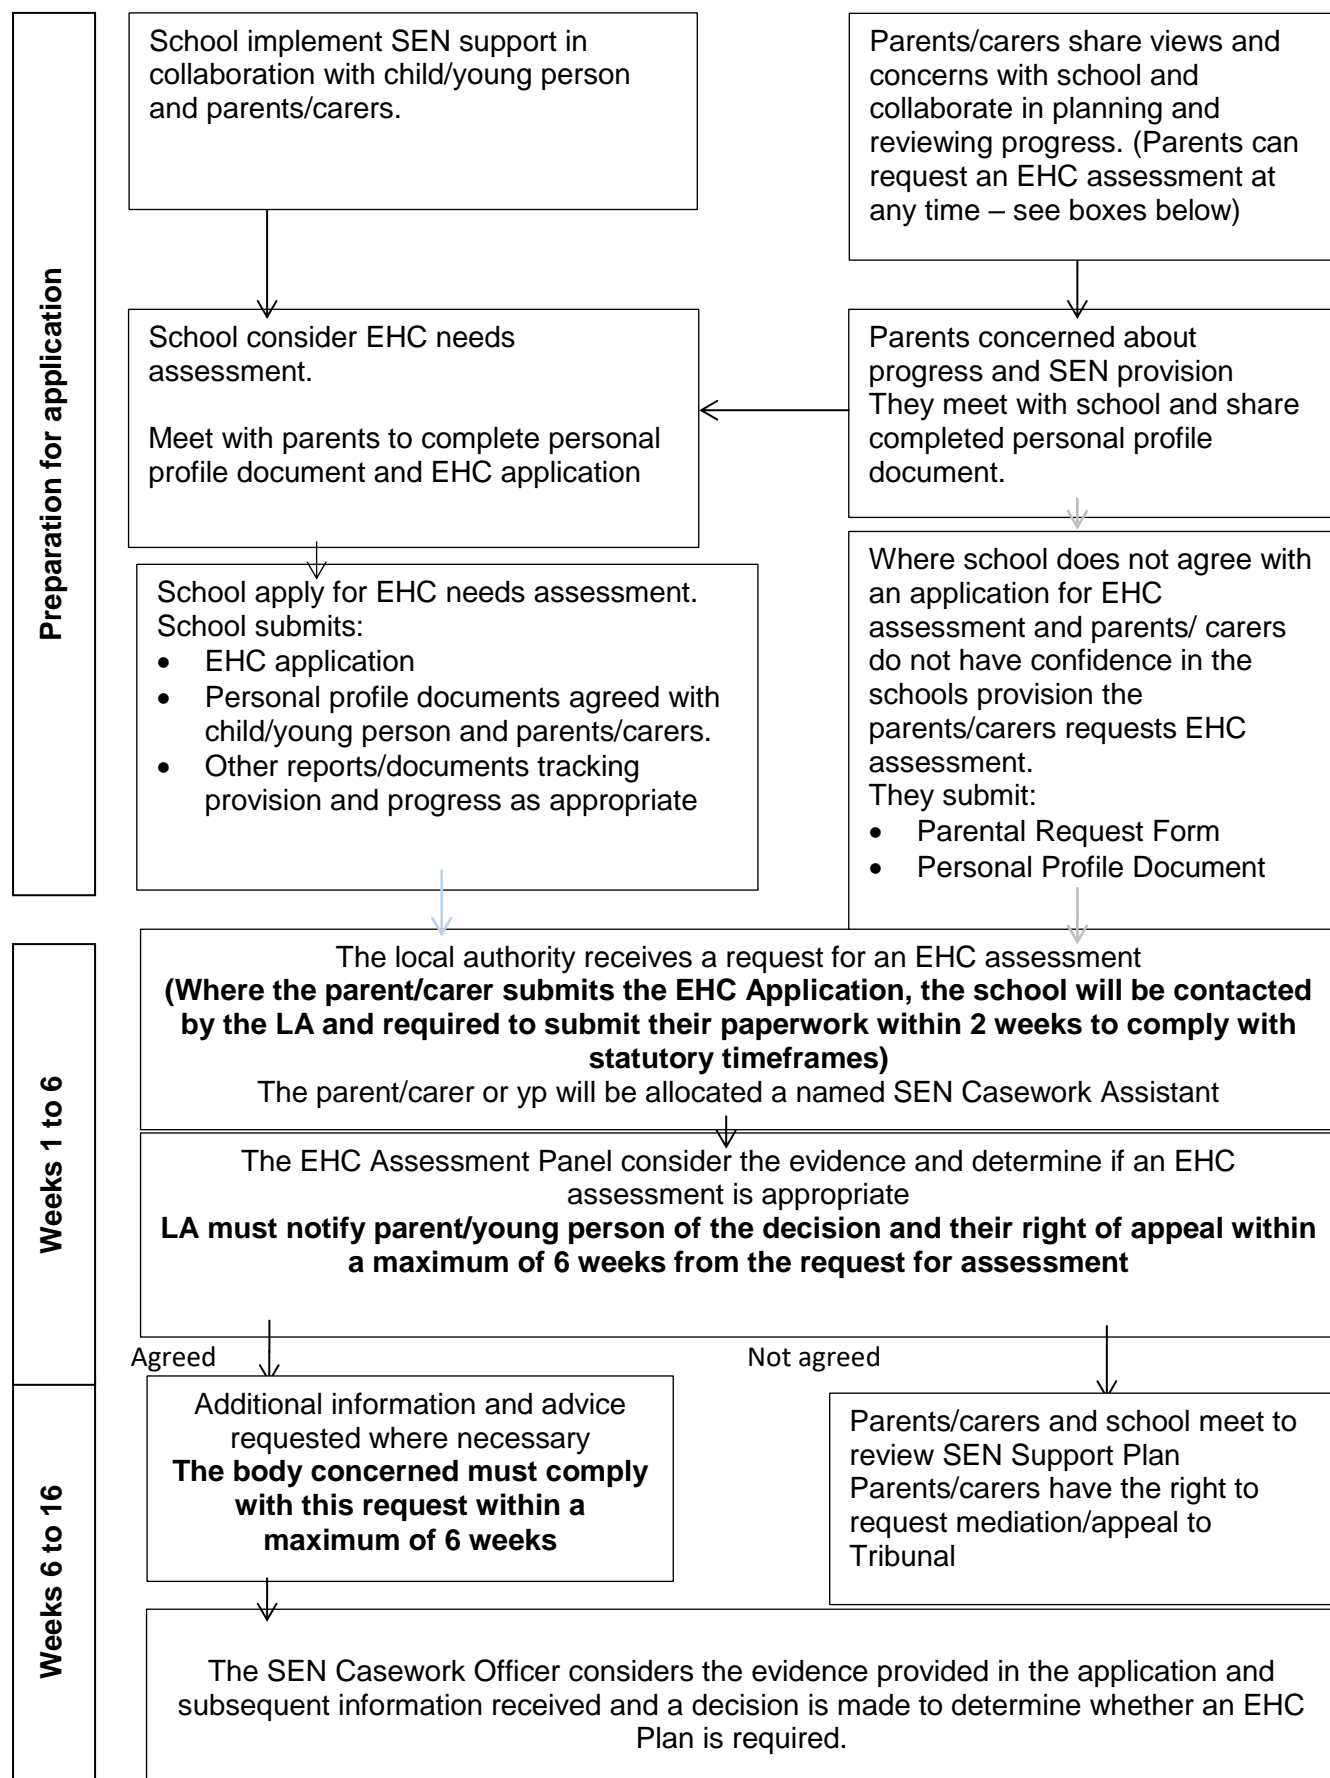 School implement SEN support in
collaboration with child/young person
and parents/carers.
Parents/carers share views and
concerns with school and
collaborate in planning and
reviewing progress. (Parents can
request an EHC assessment at
any time – see boxes below)
Preparation for application
School consider EHC needs
assessment.
Meet with parents to complete personal
profile document and EHC application
Parents concerned about
progress and SEN provision
They meet with school and share
completed personal profile
document.
School apply for EHC needs assessment.
School submits:
• EHC application
• Personal profile documents agreed with
child/young person and parents/carers.
• Other reports/documents tracking
provision and progress as appropriate
Where school does not agree with
an application for EHC
assessment and parents/ carers
do not have confidence in the
schools provision the
parents/carers requests EHC
assessment.
They submit:
• Parental Request Form
• Personal Profile Document
Weeks 1 to 6
The local authority receives a request for an EHC assessment
(Where the parent/carer submits the EHC Application, the school will be contacted
by the LA and required to submit their paperwork within 2 weeks to comply with
statutory timeframes)
The parent/carer or yp will be allocated a named SEN Casework Assistant
The EHC Assessment Panel consider the evidence and determine if an EHC
assessment is appropriate
LA must notify parent/young person of the decision and their right of appeal within
a maximum of 6 weeks from the request for assessment
Agreed
Not agreed
Weeks 6 to 16
Additional information and advice
requested where necessary
The body concerned must comply
with this request within a
maximum of 6 weeks
Parents/carers and school meet to
review SEN Support Plan
Parents/carers have the right to
request mediation/appeal to
Tribunal
The SEN Casework Officer considers the evidence provided in the application and
subsequent information received and a decision is made to determine whether an EHC
Plan is required.